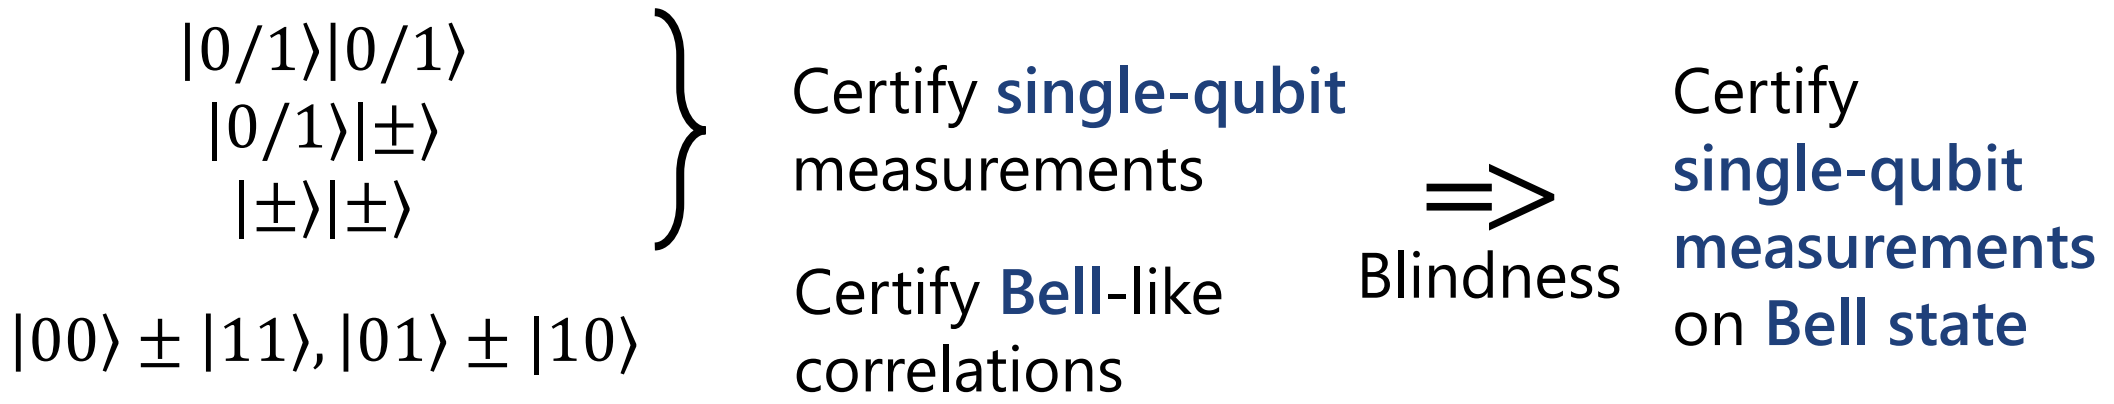 |0/1⟩|0/1⟩
|0/1⟩|±⟩
|±⟩|±⟩
|00⟩ ± |11⟩, |01⟩ ± |10⟩
Certify single-qubit
measurements
Certify Bell-like
correlations
⇒
Blindness
Certify
single-qubit
measurements
on Bell state